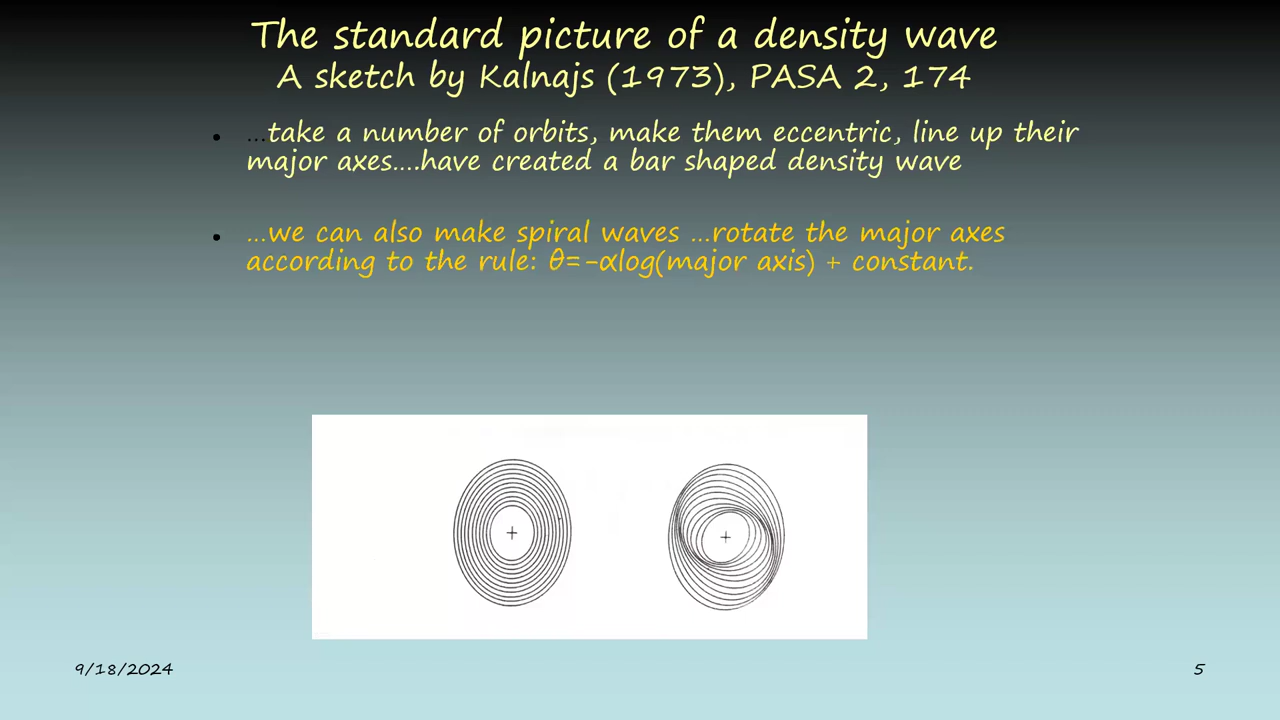 The standard picture of a density wave
A sketch by Kalnajs (1973), PASA 2, 174
• ...take a number of orbits, make them eccentric, line up their
major axes....have created a bar shaped density wave
• ...we can also make spiral waves ...rotate the major axes
according to the rule: θ=-αlog(major axis) + constant.
9/18/2024
5